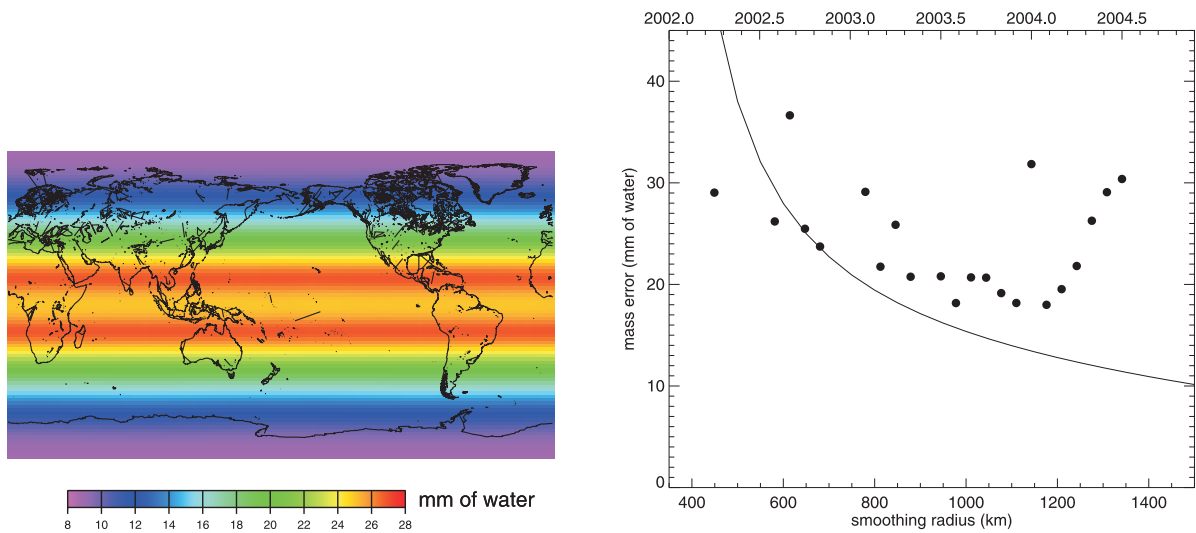 mm of water
8 10 12 14 16 18 20 22 24 26 28
2002.0 2002.5 2003.0 2003.5 2004.0 2004.5
mass error (mm of water)
40
30
20
10
0
400 600 800 1000 1200 1400
smoothing radius (km)